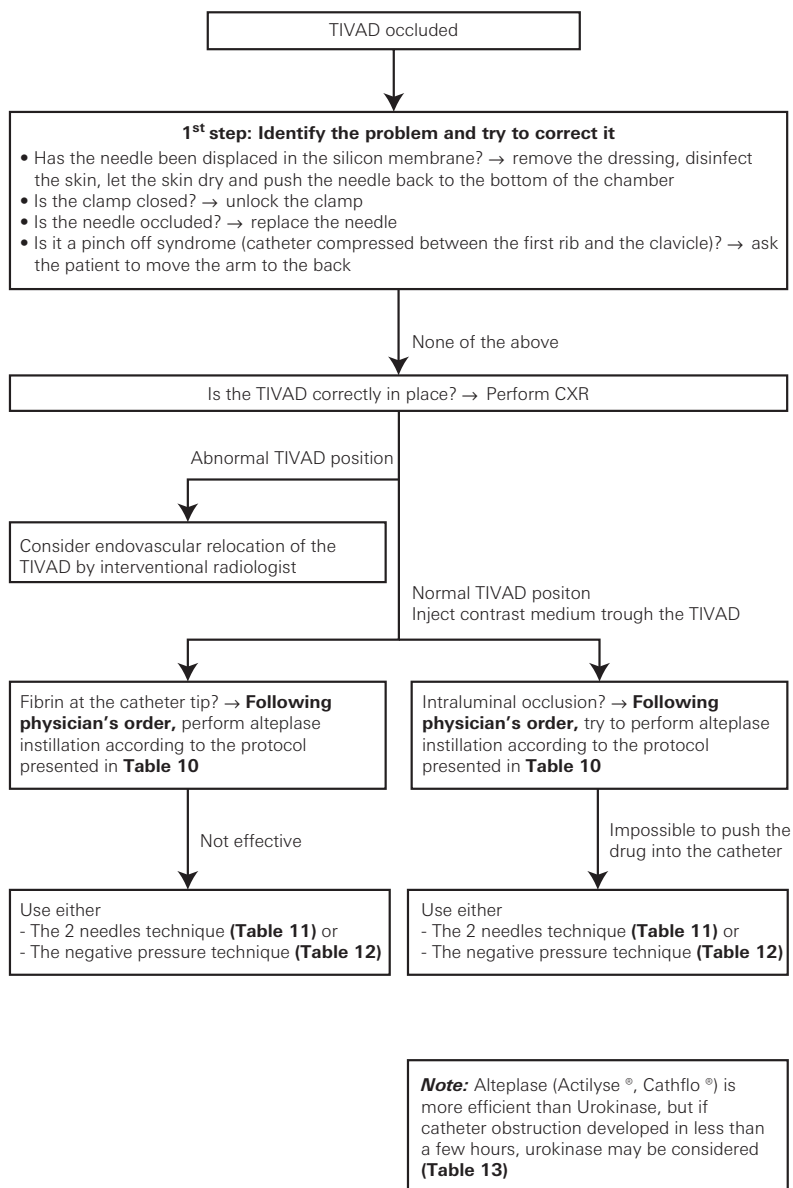 TIVAD occluded
1st step: Identify the problem and try to correct it
• Has the needle been displaced in the silicon membrane? → remove the dressing, disinfect
the skin, let the skin dry and push the needle back to the bottom of the chamber
• Is the clamp closed? → unlock the clamp
• Is the needle occluded? → replace the needle
• Is it a pinch off syndrome (catheter compressed between the first rib and the clavicle)? → ask
the patient to move the arm to the back
None of the above
Is the TIVAD correctly in place? → Perform CXR
Abnormal TIVAD position
Consider endovascular relocation of the
TIVAD by interventional radiologist
Normal TIVAD positon
Inject contrast medium trough the TIVAD
Fibrin at the catheter tip? → Following
physician's order, perform alteplase
instillation according to the protocol
presented in Table 10
Intraluminal occlusion? → Following
physician's order, try to perform alteplase
instillation according to the protocol
presented in Table 10
Not effective
Impossible to push the
drug into the catheter
Use either
- The 2 needles technique (Table 11) or
- The negative pressure technique (Table 12)
Use either
- The 2 needles technique (Table 11) or
- The negative pressure technique (Table 12)
Note: Alteplase (Actilyse ®, Cathflo ®) is
more efficient than Urokinase, but if
catheter obstruction developed in less than
a few hours, urokinase may be considered
(Table 13)